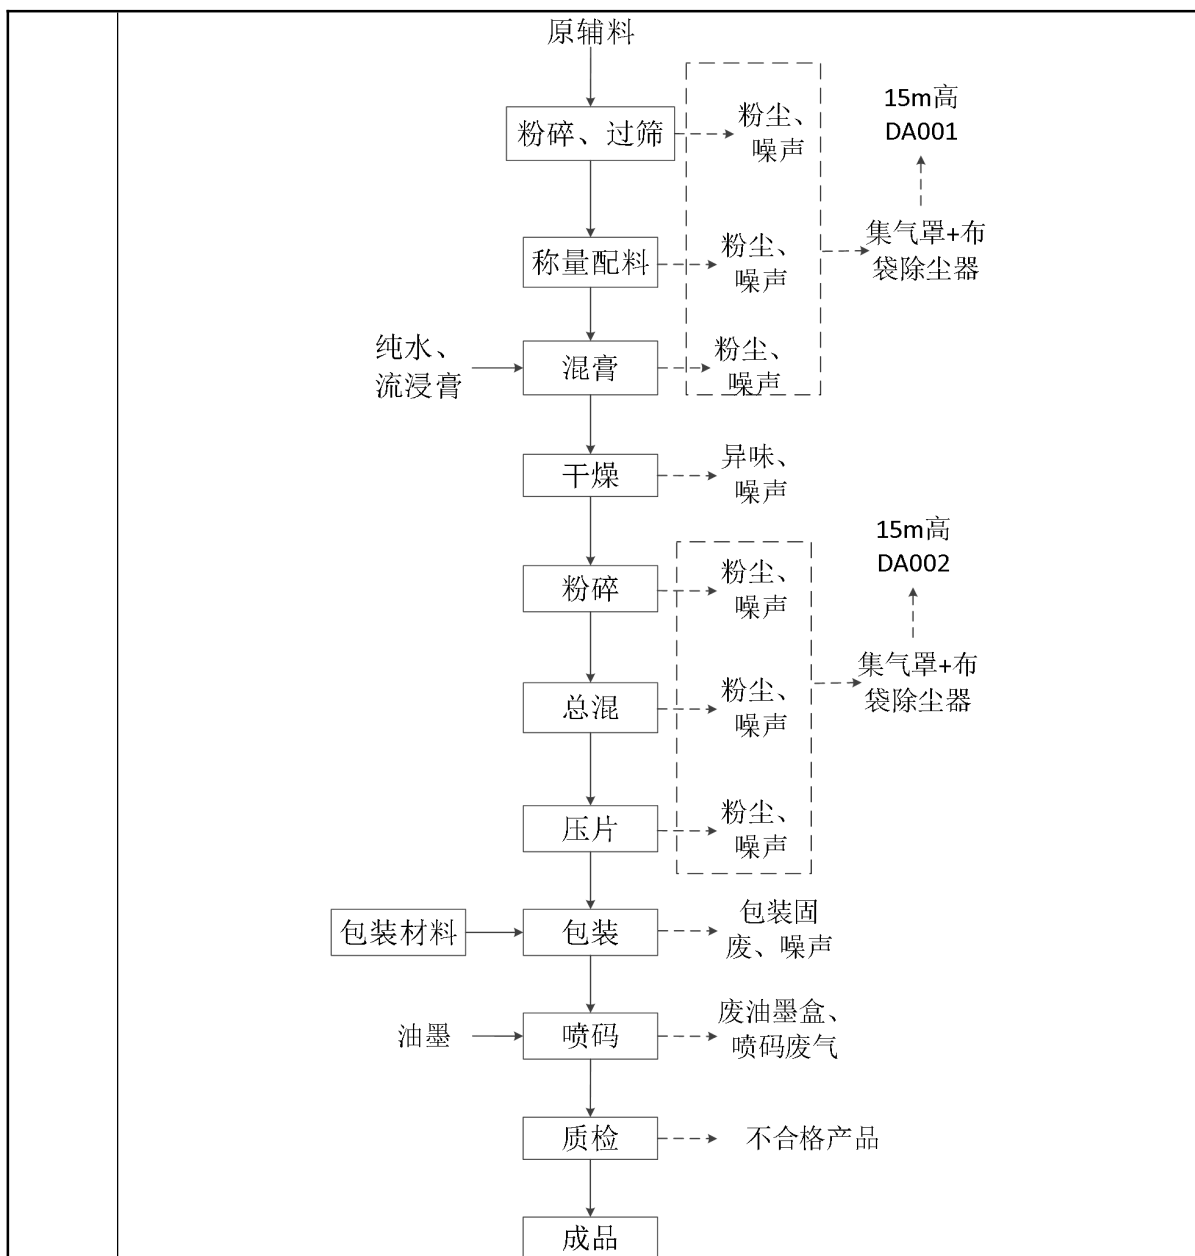 原辅料
粉碎、过筛
粉尘、
噪声
15m高
DA001
称量配料
粉尘、
噪声
集气罩+布
袋除尘器
纯水、
流浸膏
混膏
粉尘、
噪声
干燥
异味、
噪声
粉碎
粉尘、
噪声
15m高
DA002
总混
粉尘、
噪声
集气罩+布
袋除尘器
压片
粉尘、
噪声
包装材料
包装
包装固
废、噪声
油墨
喷码
废油墨盒、
喷码废气
质检
不合格产品
成品